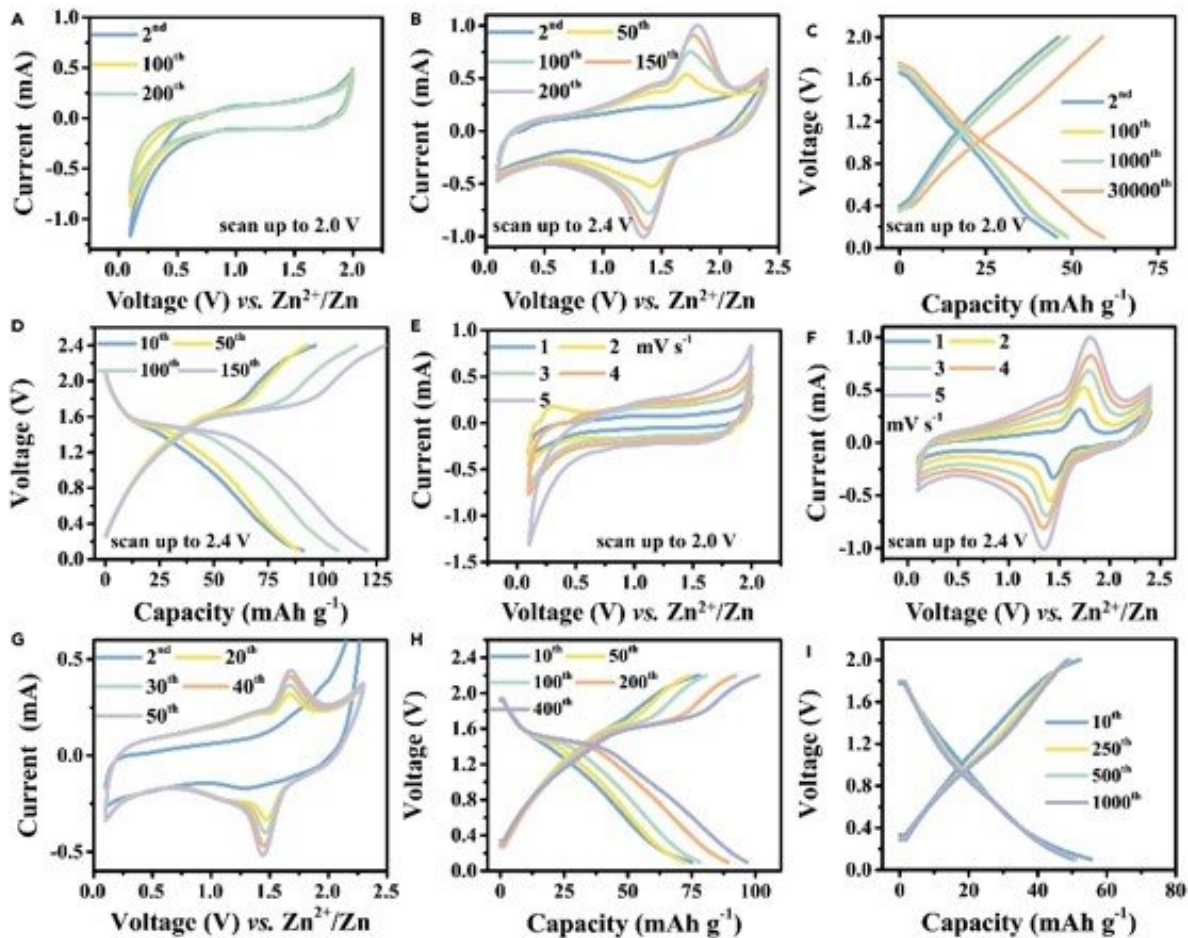 A
Current (mA)
1.0
0.5
0.0
-0.5
-1.0
2nd
100th
200th
scan up to 2.0 V
0.0 0.5 1.0 1.5 2.0
Voltage (V) vs. Zn2+/Zn
B
Current (mA)
1.0
0.5
0.0
-0.5
-1.0
2nd 50th
100th 150th
200th
scan up to 2.4 V
0.0 0.5 1.0 1.5 2.0 2.5
Voltage (V) vs. Zn2+/Zn
C
Voltage (V)
2.0
1.6
1.2
0.8
0.4
0.0
2nd
100th
1000th
30000th
scan up to 2.0 V
0 25 50 75
Capacity (mAh g-1)
D
Voltage (V)
2.4
2.0
1.6
1.2
0.8
0.4
0.0
10th 50th
100th 150th
scan up to 2.4 V
0 25 50 75 100 125
Capacity (mAh g-1)
E
Current (mA)
1.0
0.5
0.0
-0.5
-1.0
-1.5
1 2 mV s-1
3 4
5
scan up to 2.0 V
0.0 0.5 1.0 1.5 2.0
Voltage (V) vs. Zn2+/Zn
F
Current (mA)
1.0
0.5
0.0
-0.5
-1.0
1 2
3 4
5
mV s-1
scan up to 2.4 V
0.0 0.5 1.0 1.5 2.0 2.5
Voltage (V) vs. Zn2+/Zn
G
Current (mA)
0.5
0.0
-0.5
2nd 20th
30th 40th
50th
0.0 0.5 1.0 1.5 2.0 2.5
Voltage (V) vs. Zn2+/Zn
H
Voltage (V)
2.4
2.0
1.6
1.2
0.8
0.4
0.0
10th 50th
100th 200th
400th
0 25 50 75 100
Capacity (mAh g-1)
I
Voltage (V)
2.0
1.6
1.2
0.8
0.4
0.0
10th
250th
500th
1000th
0 20 40 60 80
Capacity (mAh g-1)